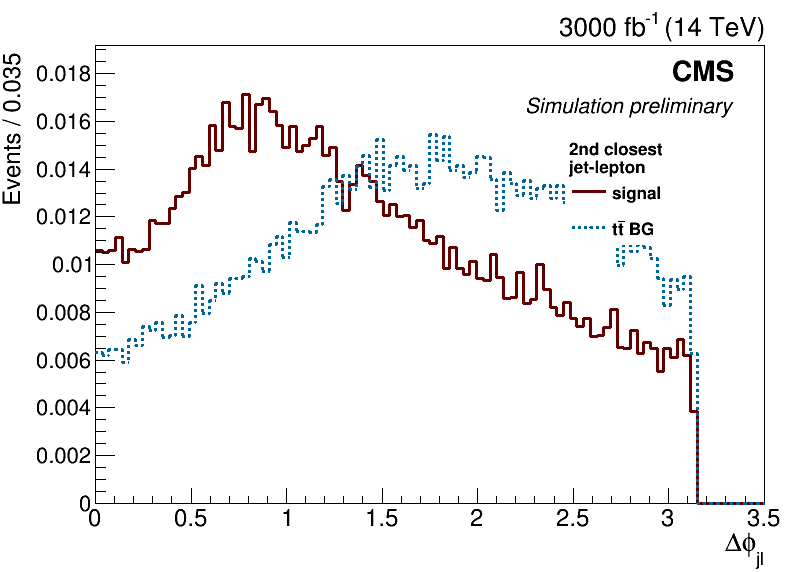 3000 fb⁻¹ (14 TeV)
Events / 0.035
CMS
Simulation preliminary
2nd closest
jet-lepton
signal
tt̄ BG
0.018
0.016
0.014
0.012
0.01
0.008
0.006
0.004
0.002
0
0 0.5 1 1.5 2 2.5 3 3.5
Δϕjl